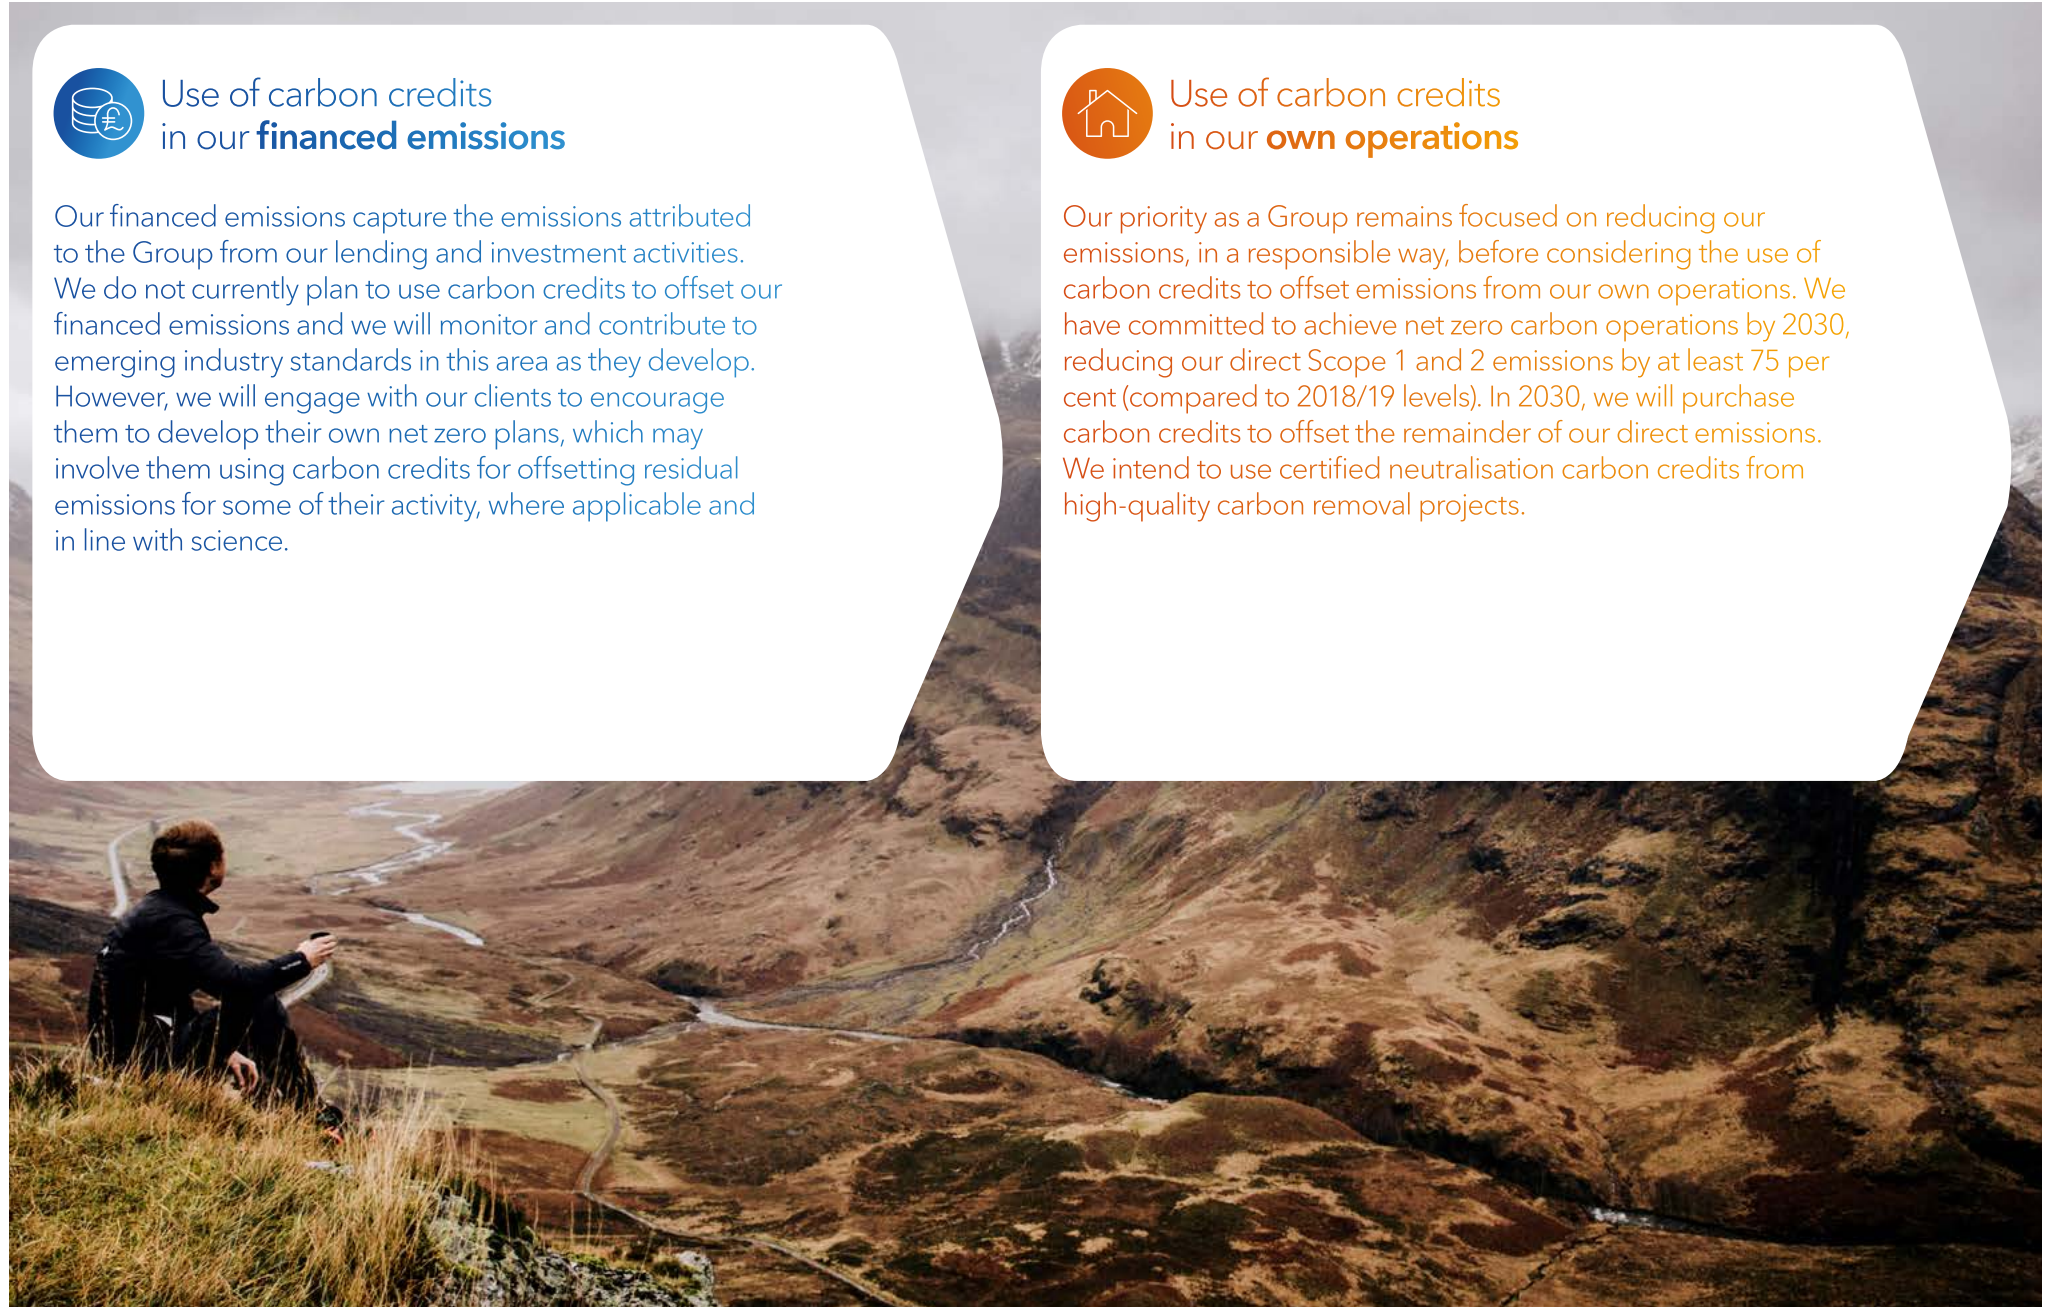 Use of carbon credits
in our financed emissions
Our financed emissions capture the emissions attributed
to the Group from our lending and investment activities.
We do not currently plan to use carbon credits to offset our
financed emissions and we will monitor and contribute to
emerging industry standards in this area as they develop.
However, we will engage with our clients to encourage
them to develop their own net zero plans, which may
involve them using carbon credits for offsetting residual
emissions for some of their activity, where applicable and
in line with science.
Use of carbon credits
in our own operations
Our priority as a Group remains focused on reducing our
emissions, in a responsible way, before considering the use of
carbon credits to offset emissions from our own operations. We
have committed to achieve net zero carbon operations by 2030,
reducing our direct Scope 1 and 2 emissions by at least 75 per
cent (compared to 2018/19 levels). In 2030, we will purchase
carbon credits to offset the remainder of our direct emissions.
We intend to use certified neutralisation carbon credits from
high-quality carbon removal projects.